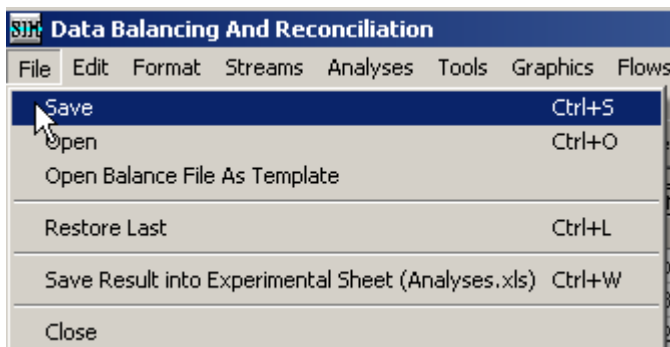 SIM Data Balancing And Reconciliation
File Edit Format Streams Analyses Tools Graphics Flows
Save Ctrl+S
Open Ctrl+O
Open Balance File As Template
Restore Last Ctrl+L
Save Result into Experimental Sheet (Analyses.xls) Ctrl+W
Close